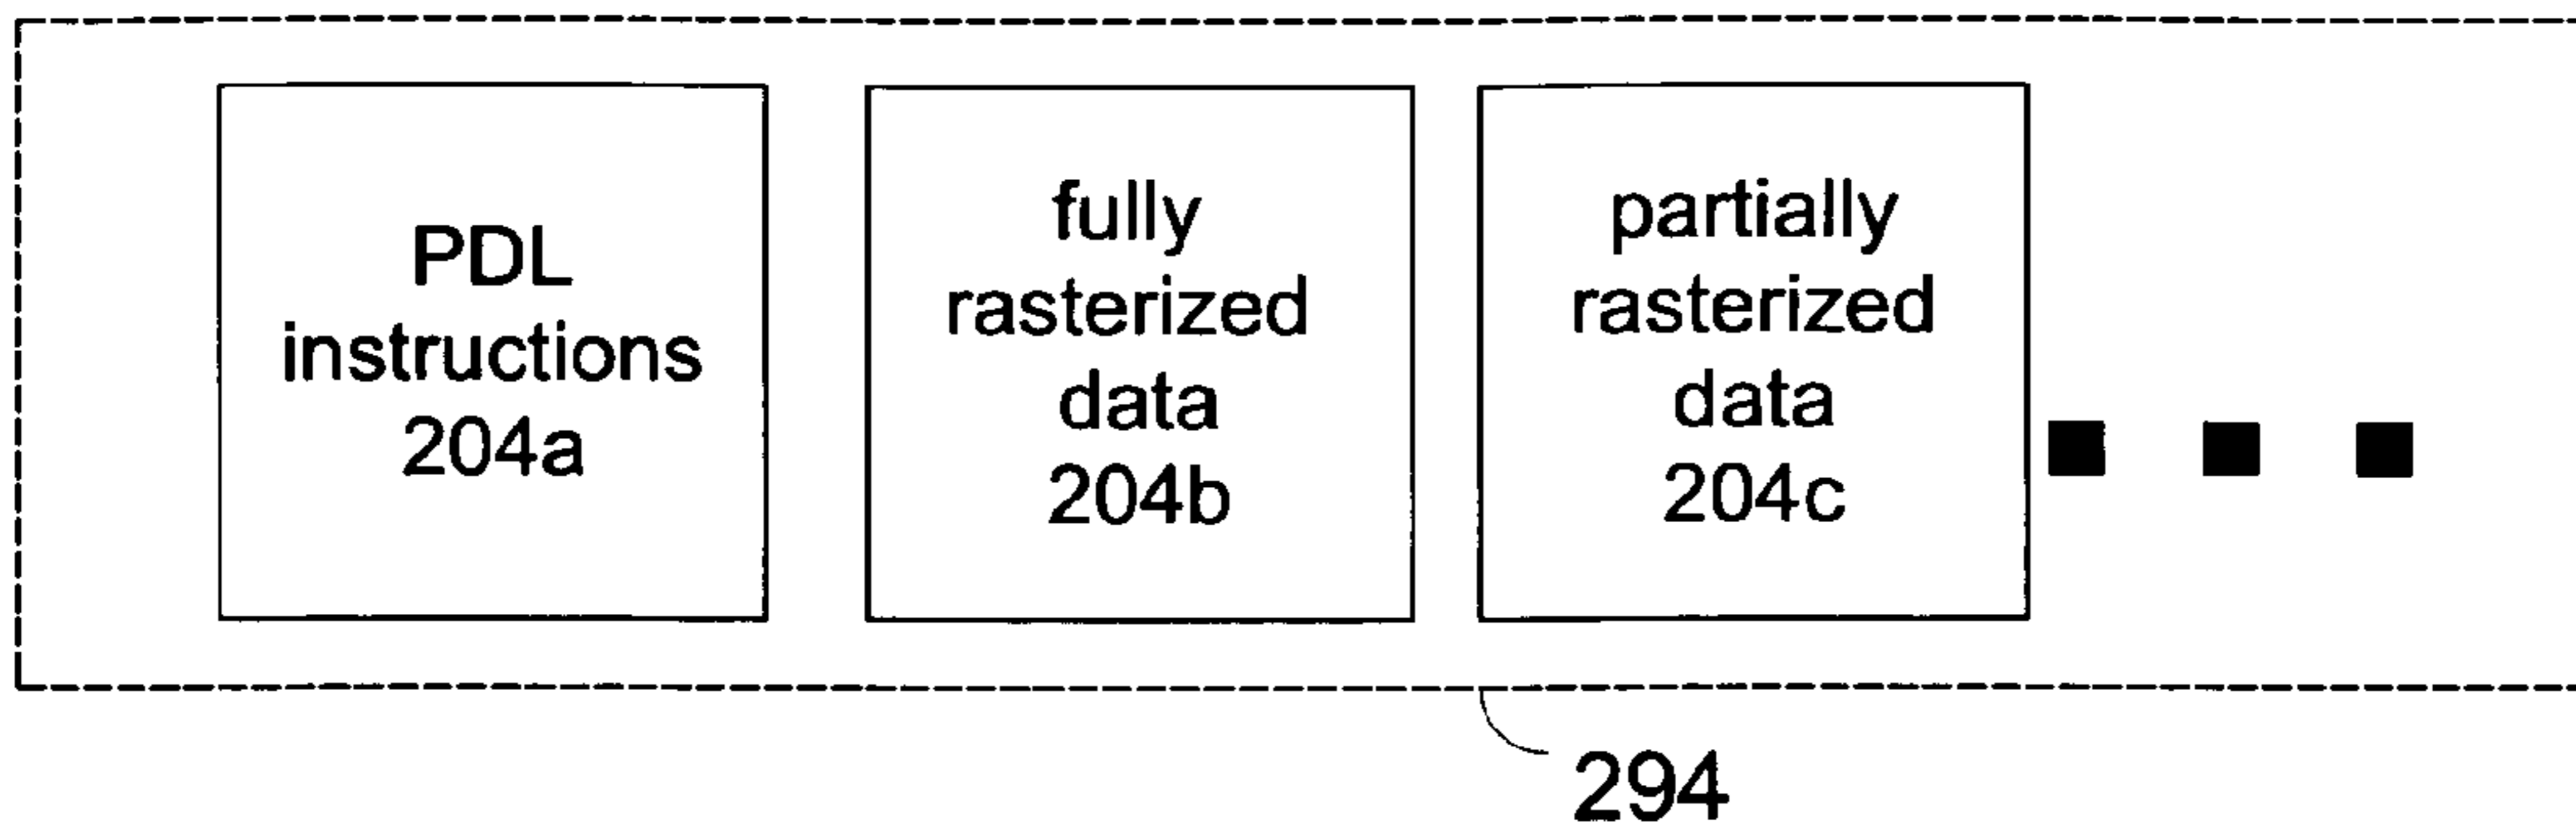 PDL
instructions
204a
fully
rasterized
data
204b
partially
rasterized
data
204c
294